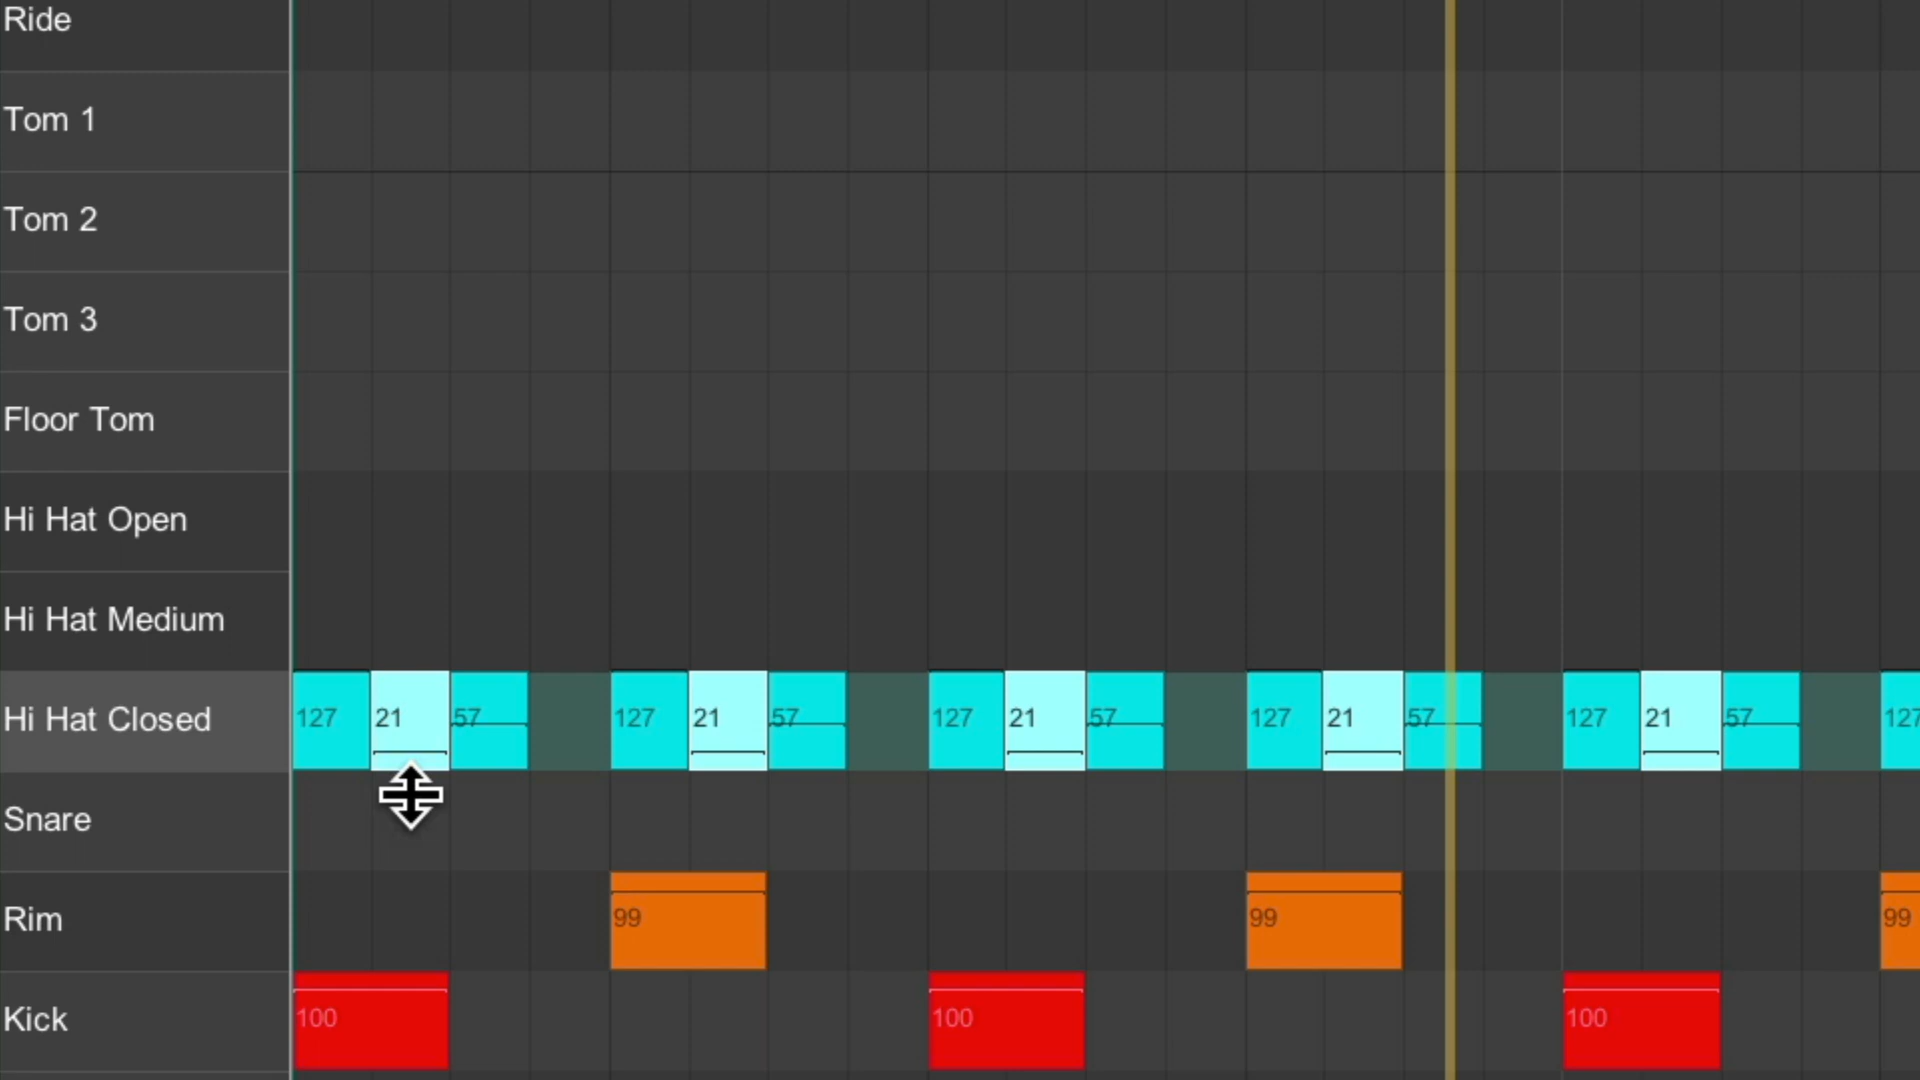 Ride
Tom 1
Tom 2
Tom 3
Floor Tom
Hi Hat Open
Hi Hat Medium
Hi Hat Closed 127 21 57 127 21 57 127 21 57 127 21 57 127 21 57 127
Snare
Rim 99 99 99
Kick 100 100 100